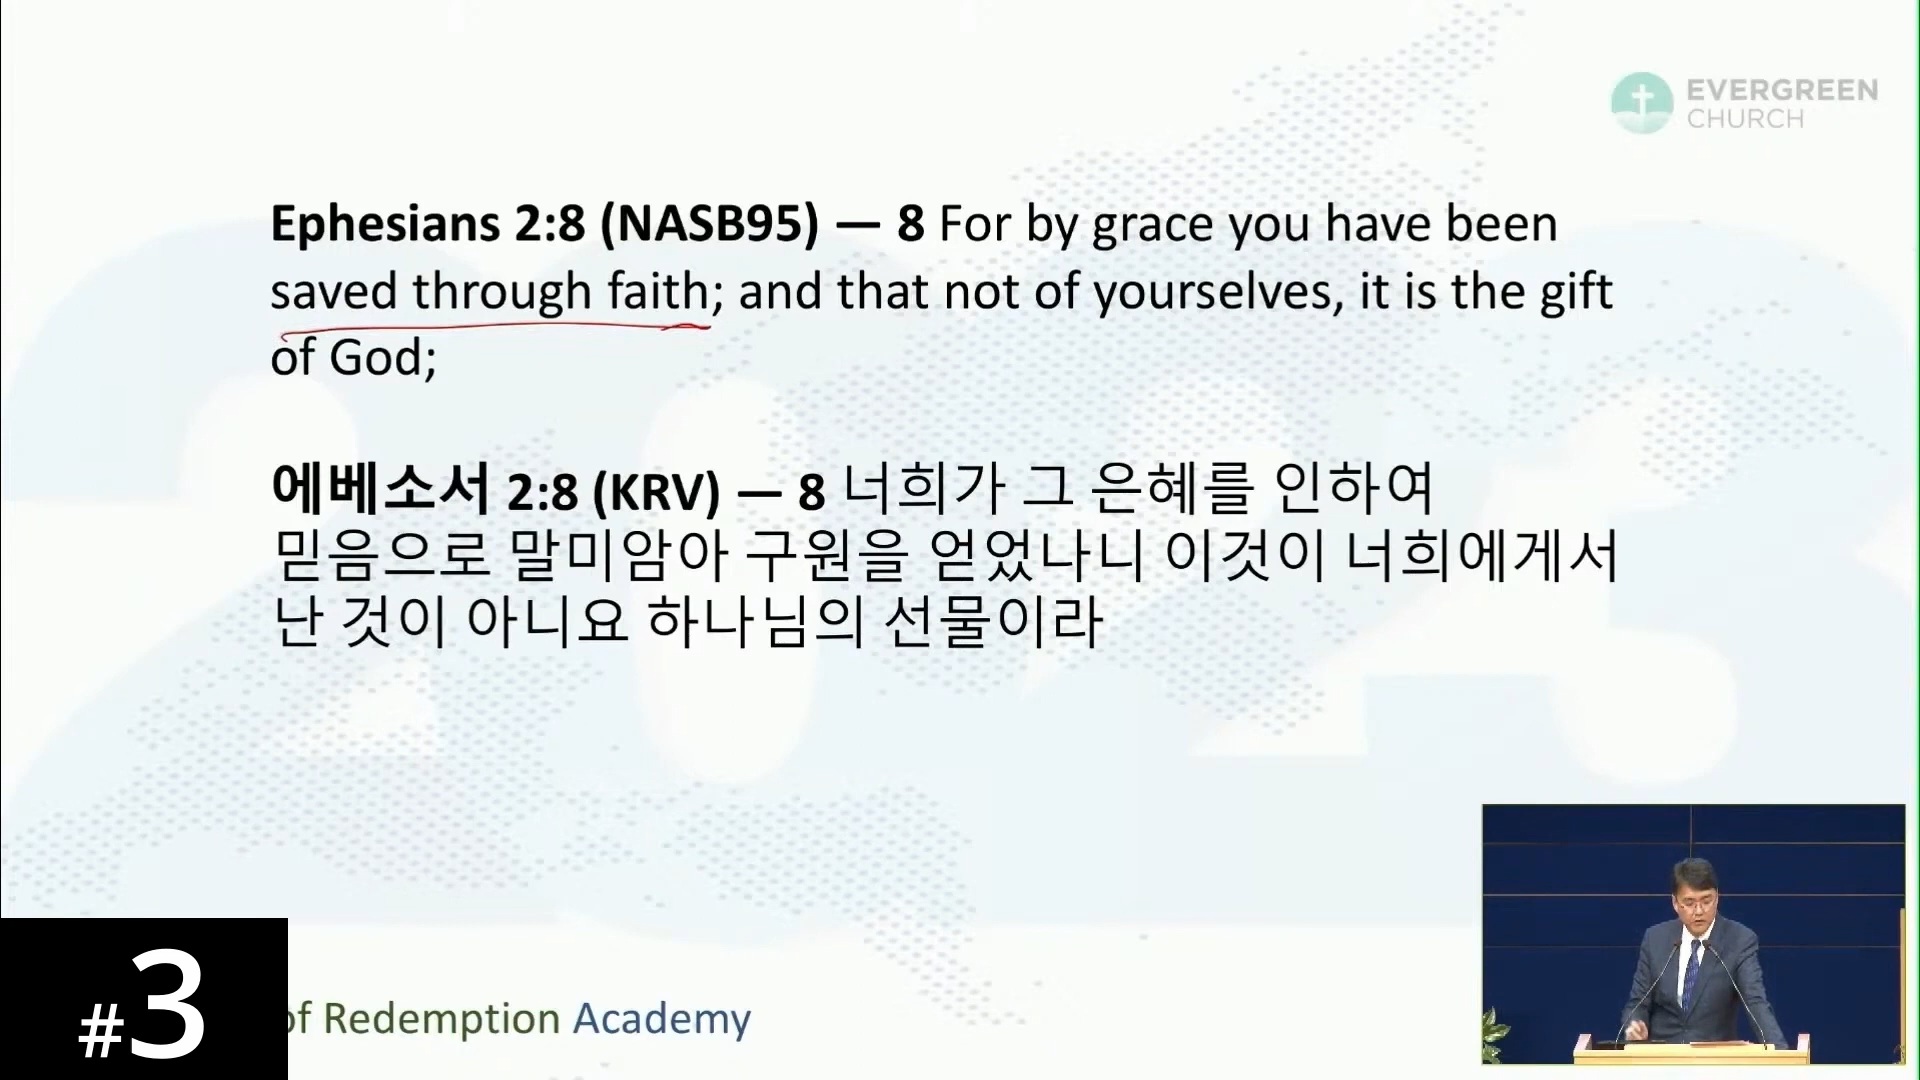 EVERGREEN
CHURCH
Ephesians 2:8 (NASB95) — 8 For by grace you have been
saved through faith; and that not of yourselves, it is the gift
of God;
에베소서 2:8 (KRV) — 8 너희가 그 은혜를 인하여
믿음으로 말미암아 구원을 얻었나니 이것이 너희에게서
난 것이 아니요 하나님의 선물이라
#3
of Redemption Academy